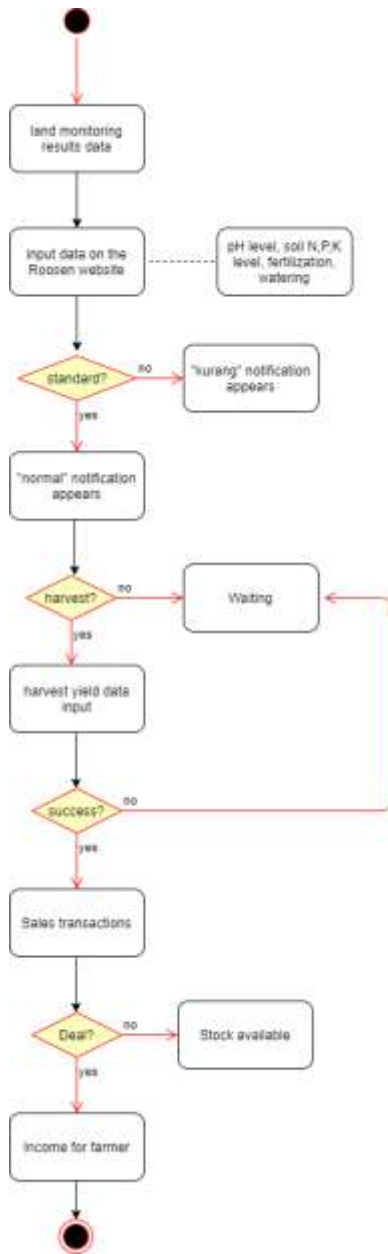 land monitoring
results data
input data on the
Roosen website
pH level, soil N,P,K
level, fertilization,
watering
standard?
no
"kurang" notification
appears
yes
"normal" notification
appears
harvest?
no
Waiting
yes
harvest yield data
input
success?
no
yes
Sales transactions
Deal?
no
Stock available
yes
Income for farmer